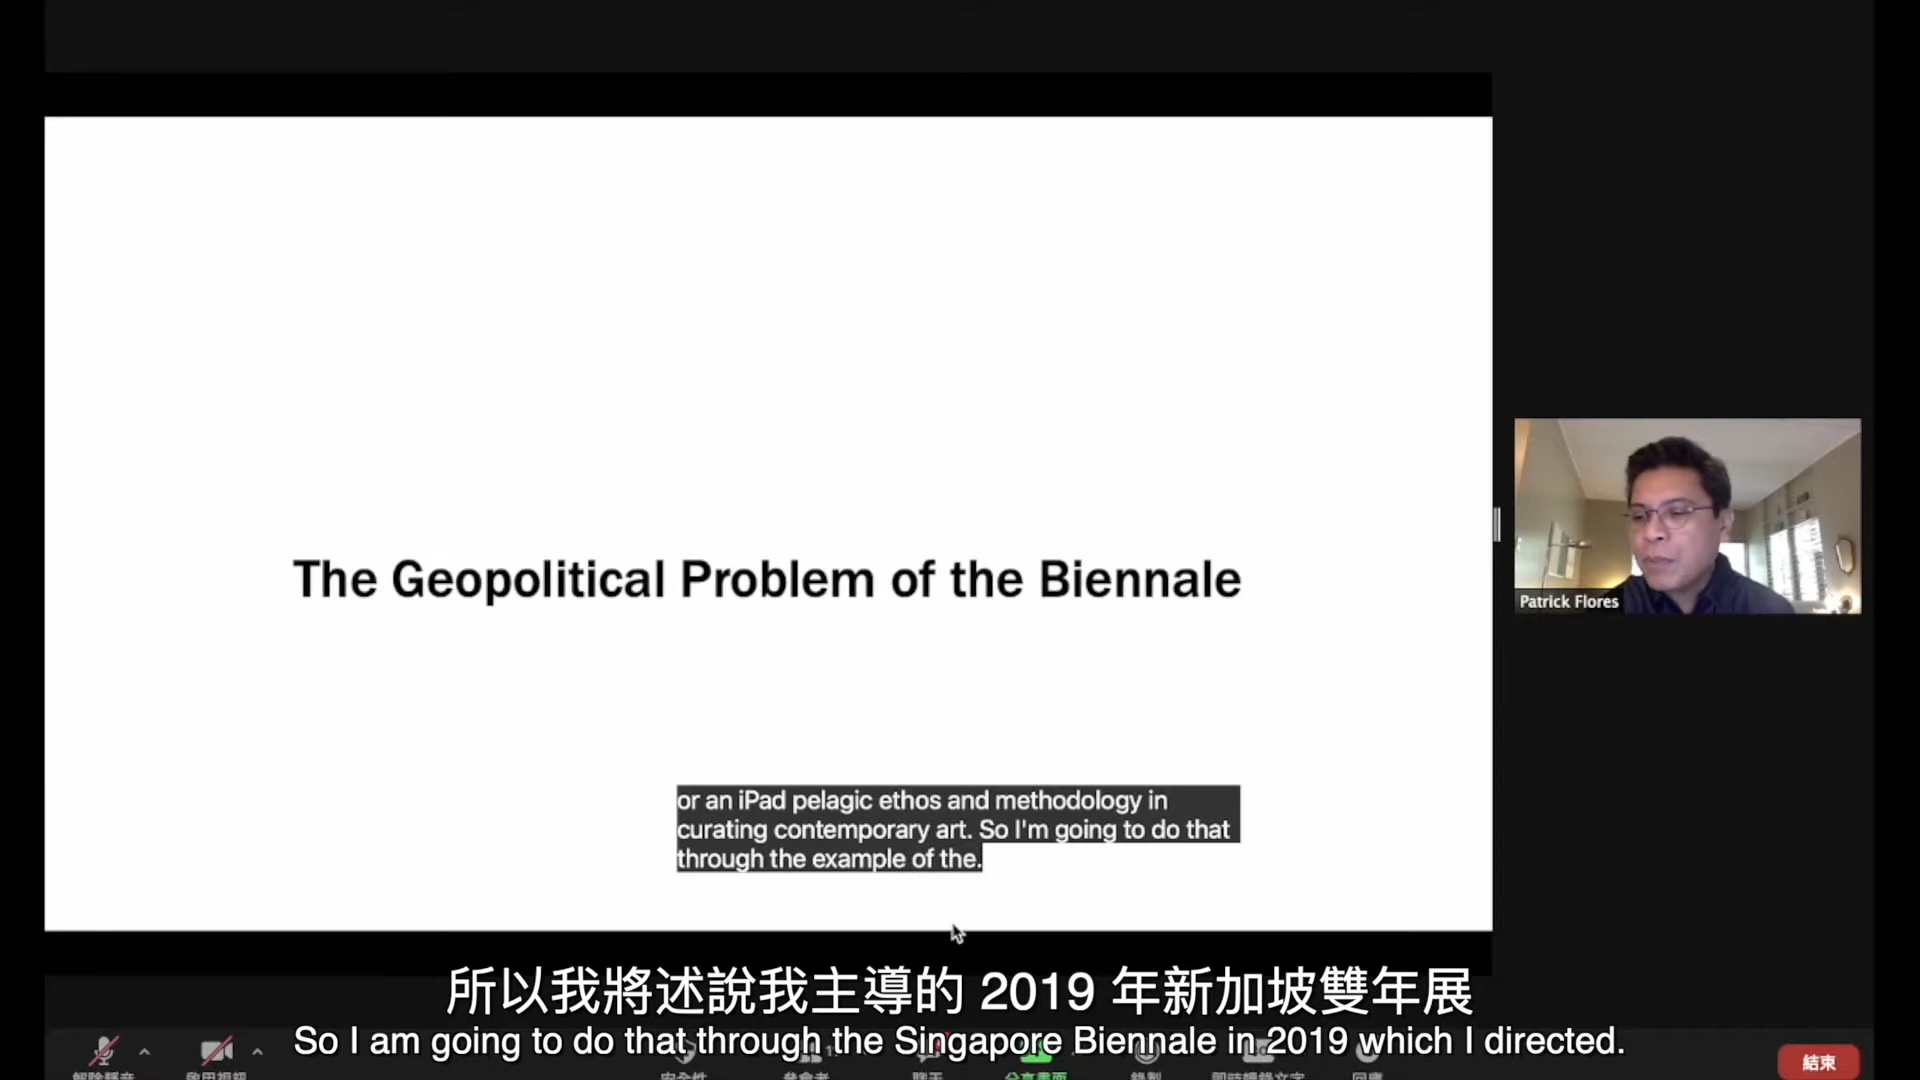 The Geopolitical Problem of the Biennale
Patrick Flores
or an iPad pelagic ethos and methodology in
curating contemporary art. So I'm going to do that
through the example of the.
所以我將述說我主導的 2019 年新加坡雙年展
So I am going to do that through the Singapore Biennale in 2019 which I directed.
結束